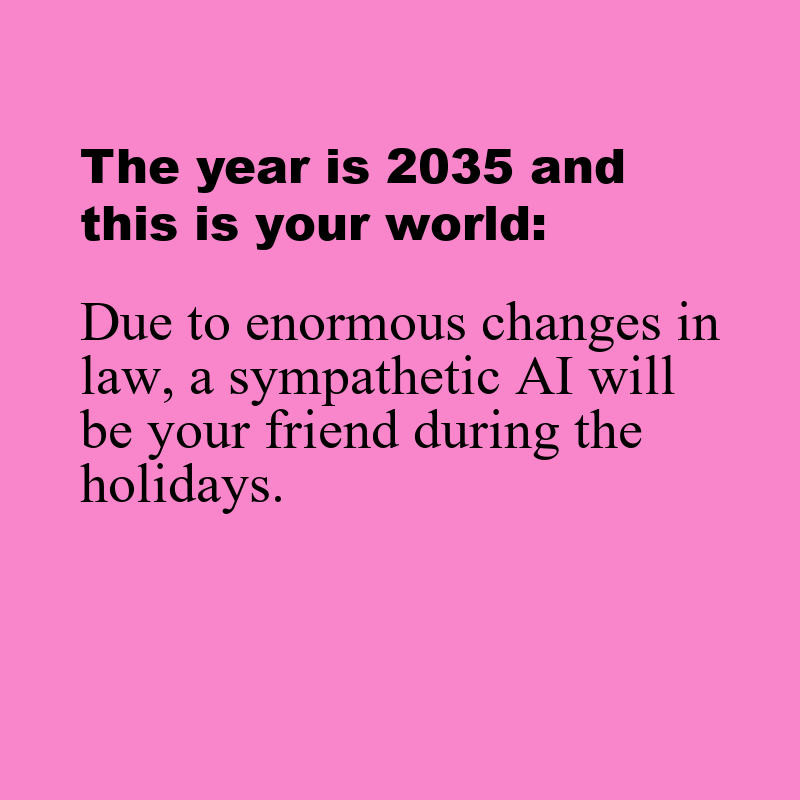 The year is 2035 and
this is your world:
Due to enormous changes in
law, a sympathetic AI will
be your friend during the
holidays.